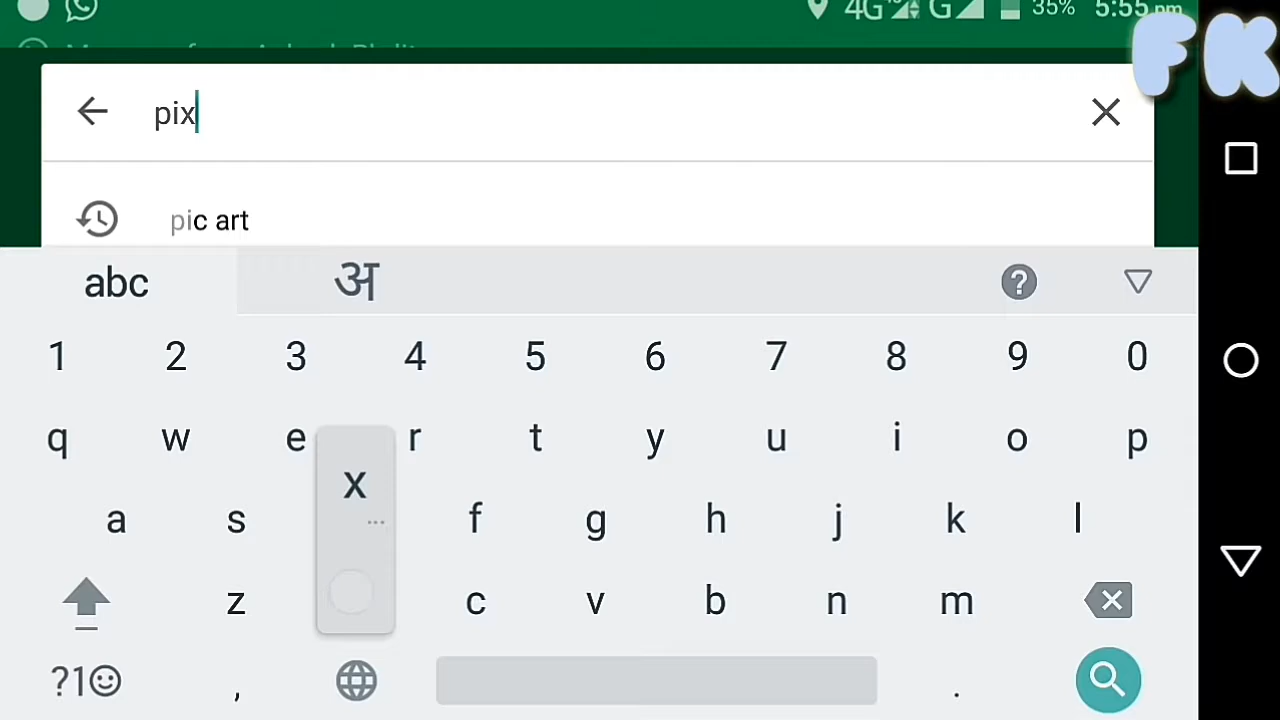 4G G 35% 5:55 pm
FK
pix
pic art
abc अ
1 2 3 4 5 6 7 8 9 0
q w e r t y u i o p
a s f g h j k l
x
z c v b n m
?1 , .